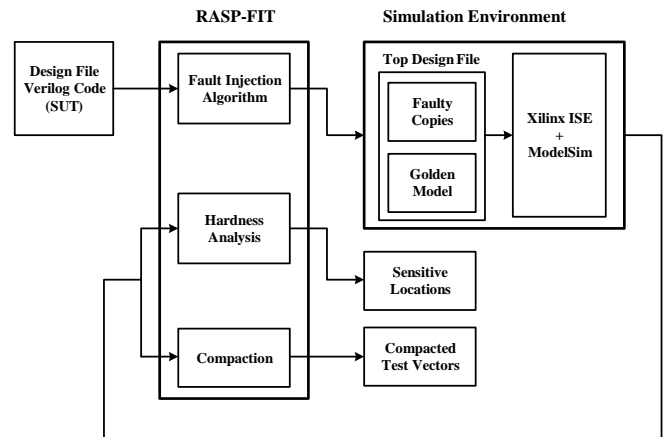 RASP-FIT
Simulation Environment
Design File
Verilog Code
(SUT)
Fault Injection
Algorithm
Top Design File
Faulty
Copies
Golden
Model
Xilinx ISE
+
ModelSim
Hardness
Analysis
Sensitive
Locations
Compaction
Compacted
Test Vectors